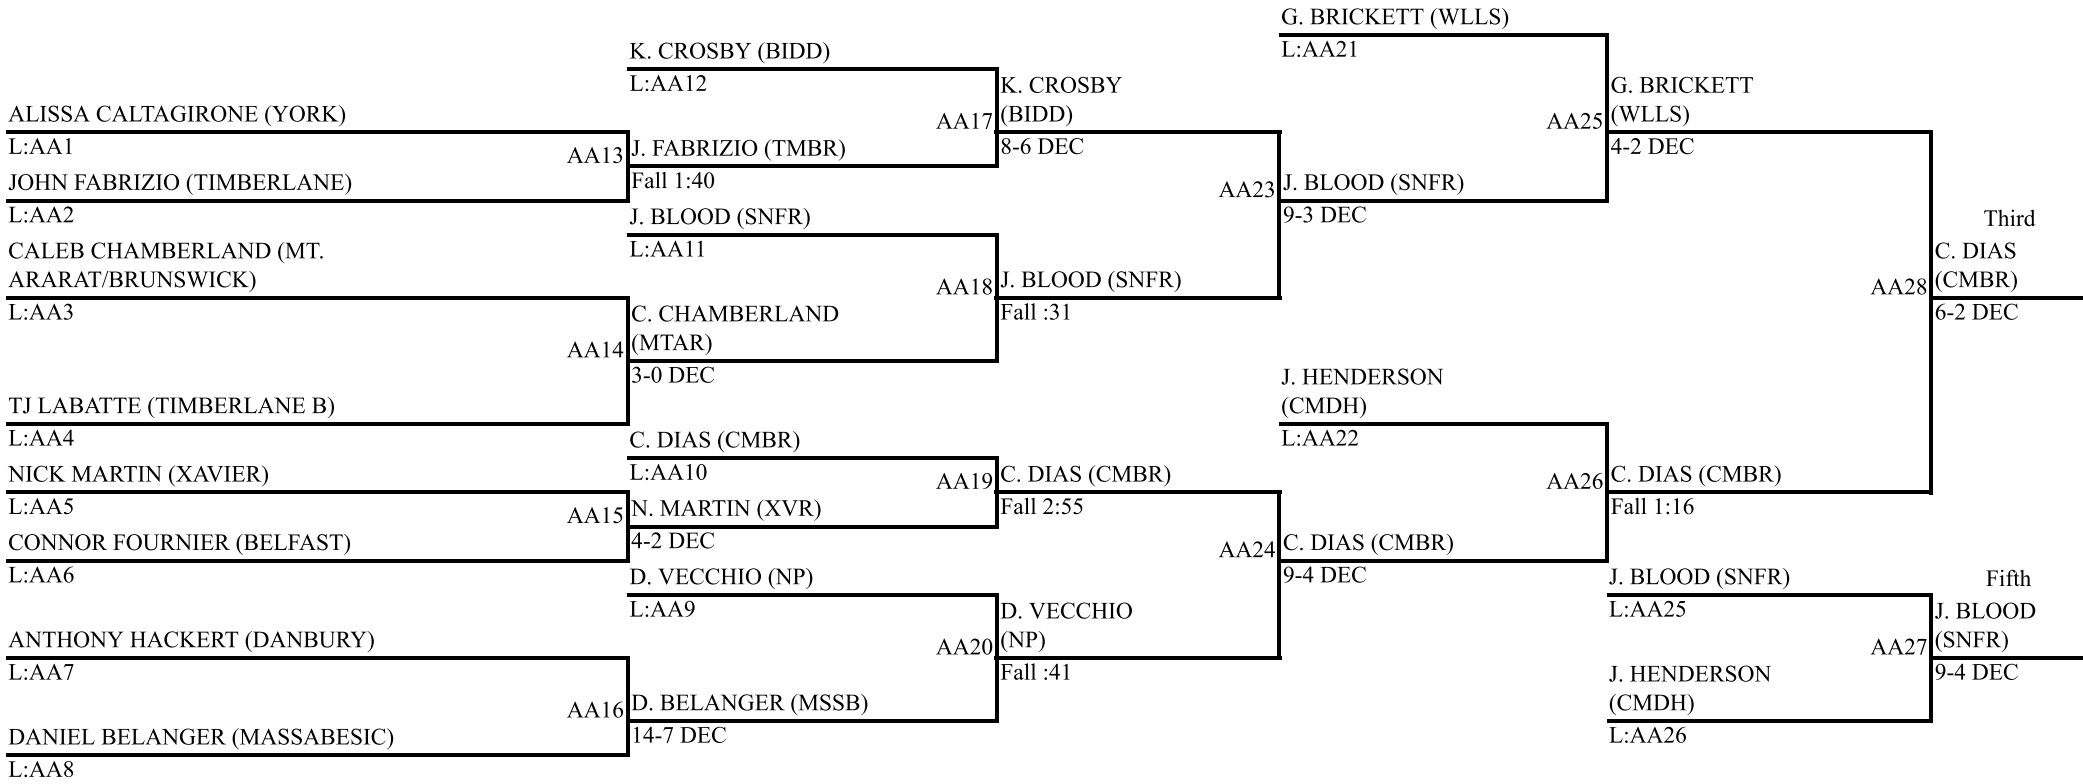 ALISSA CALTAGIRONE (YORK)
L:AA1
JOHN FABRIZIO (TIMBERLANE)
L:AA2
CALEB CHAMBERLAND (MT.
ARARAT/BRUNSWICK)
L:AA3
TJ LABATTE (TIMBERLANE B)
L:AA4
NICK MARTIN (XAVIER)
L:AA5
CONNOR FOURNIER (BELFAST)
L:AA6
ANTHONY HACKERT (DANBURY)
L:AA7
DANIEL BELANGER (MASSABESIC)
L:AA8
AA13
AA14
AA15
AA16
K. CROSBY (BIDD)
L:AA12
J. FABRIZIO (TMBR)
Fall 1:40
J. BLOOD (SNFR)
L:AA11
C. CHAMBERLAND
(MTAR)
3-0 DEC
C. DIAS (CMBR)
L:AA10
N. MARTIN (XVR)
4-2 DEC
D. VECCHIO (NP)
L:AA9
D. BELANGER (MSSB)
14-7 DEC
AA17
AA18
AA19
AA20
K. CROSBY
(BIDD)
8-6 DEC
J. BLOOD (SNFR)
Fall :31
C. DIAS (CMBR)
Fall 2:55
D. VECCHIO
(NP)
Fall :41
AA23
AA24
G. BRICKETT (WLLS)
L:AA21
J. BLOOD (SNFR)
9-3 DEC
J. HENDERSON
(CMDH)
L:AA22
C. DIAS (CMBR)
9-4 DEC
AA25
AA26
G. BRICKETT
(WLLS)
4-2 DEC
C. DIAS (CMBR)
Fall 1:16
J. BLOOD (SNFR)
L:AA25
J. HENDERSON
(CMDH)
L:AA26
AA28
AA27
Third
C. DIAS
(CMBR)
6-2 DEC
Fifth
J. BLOOD
(SNFR)
9-4 DEC